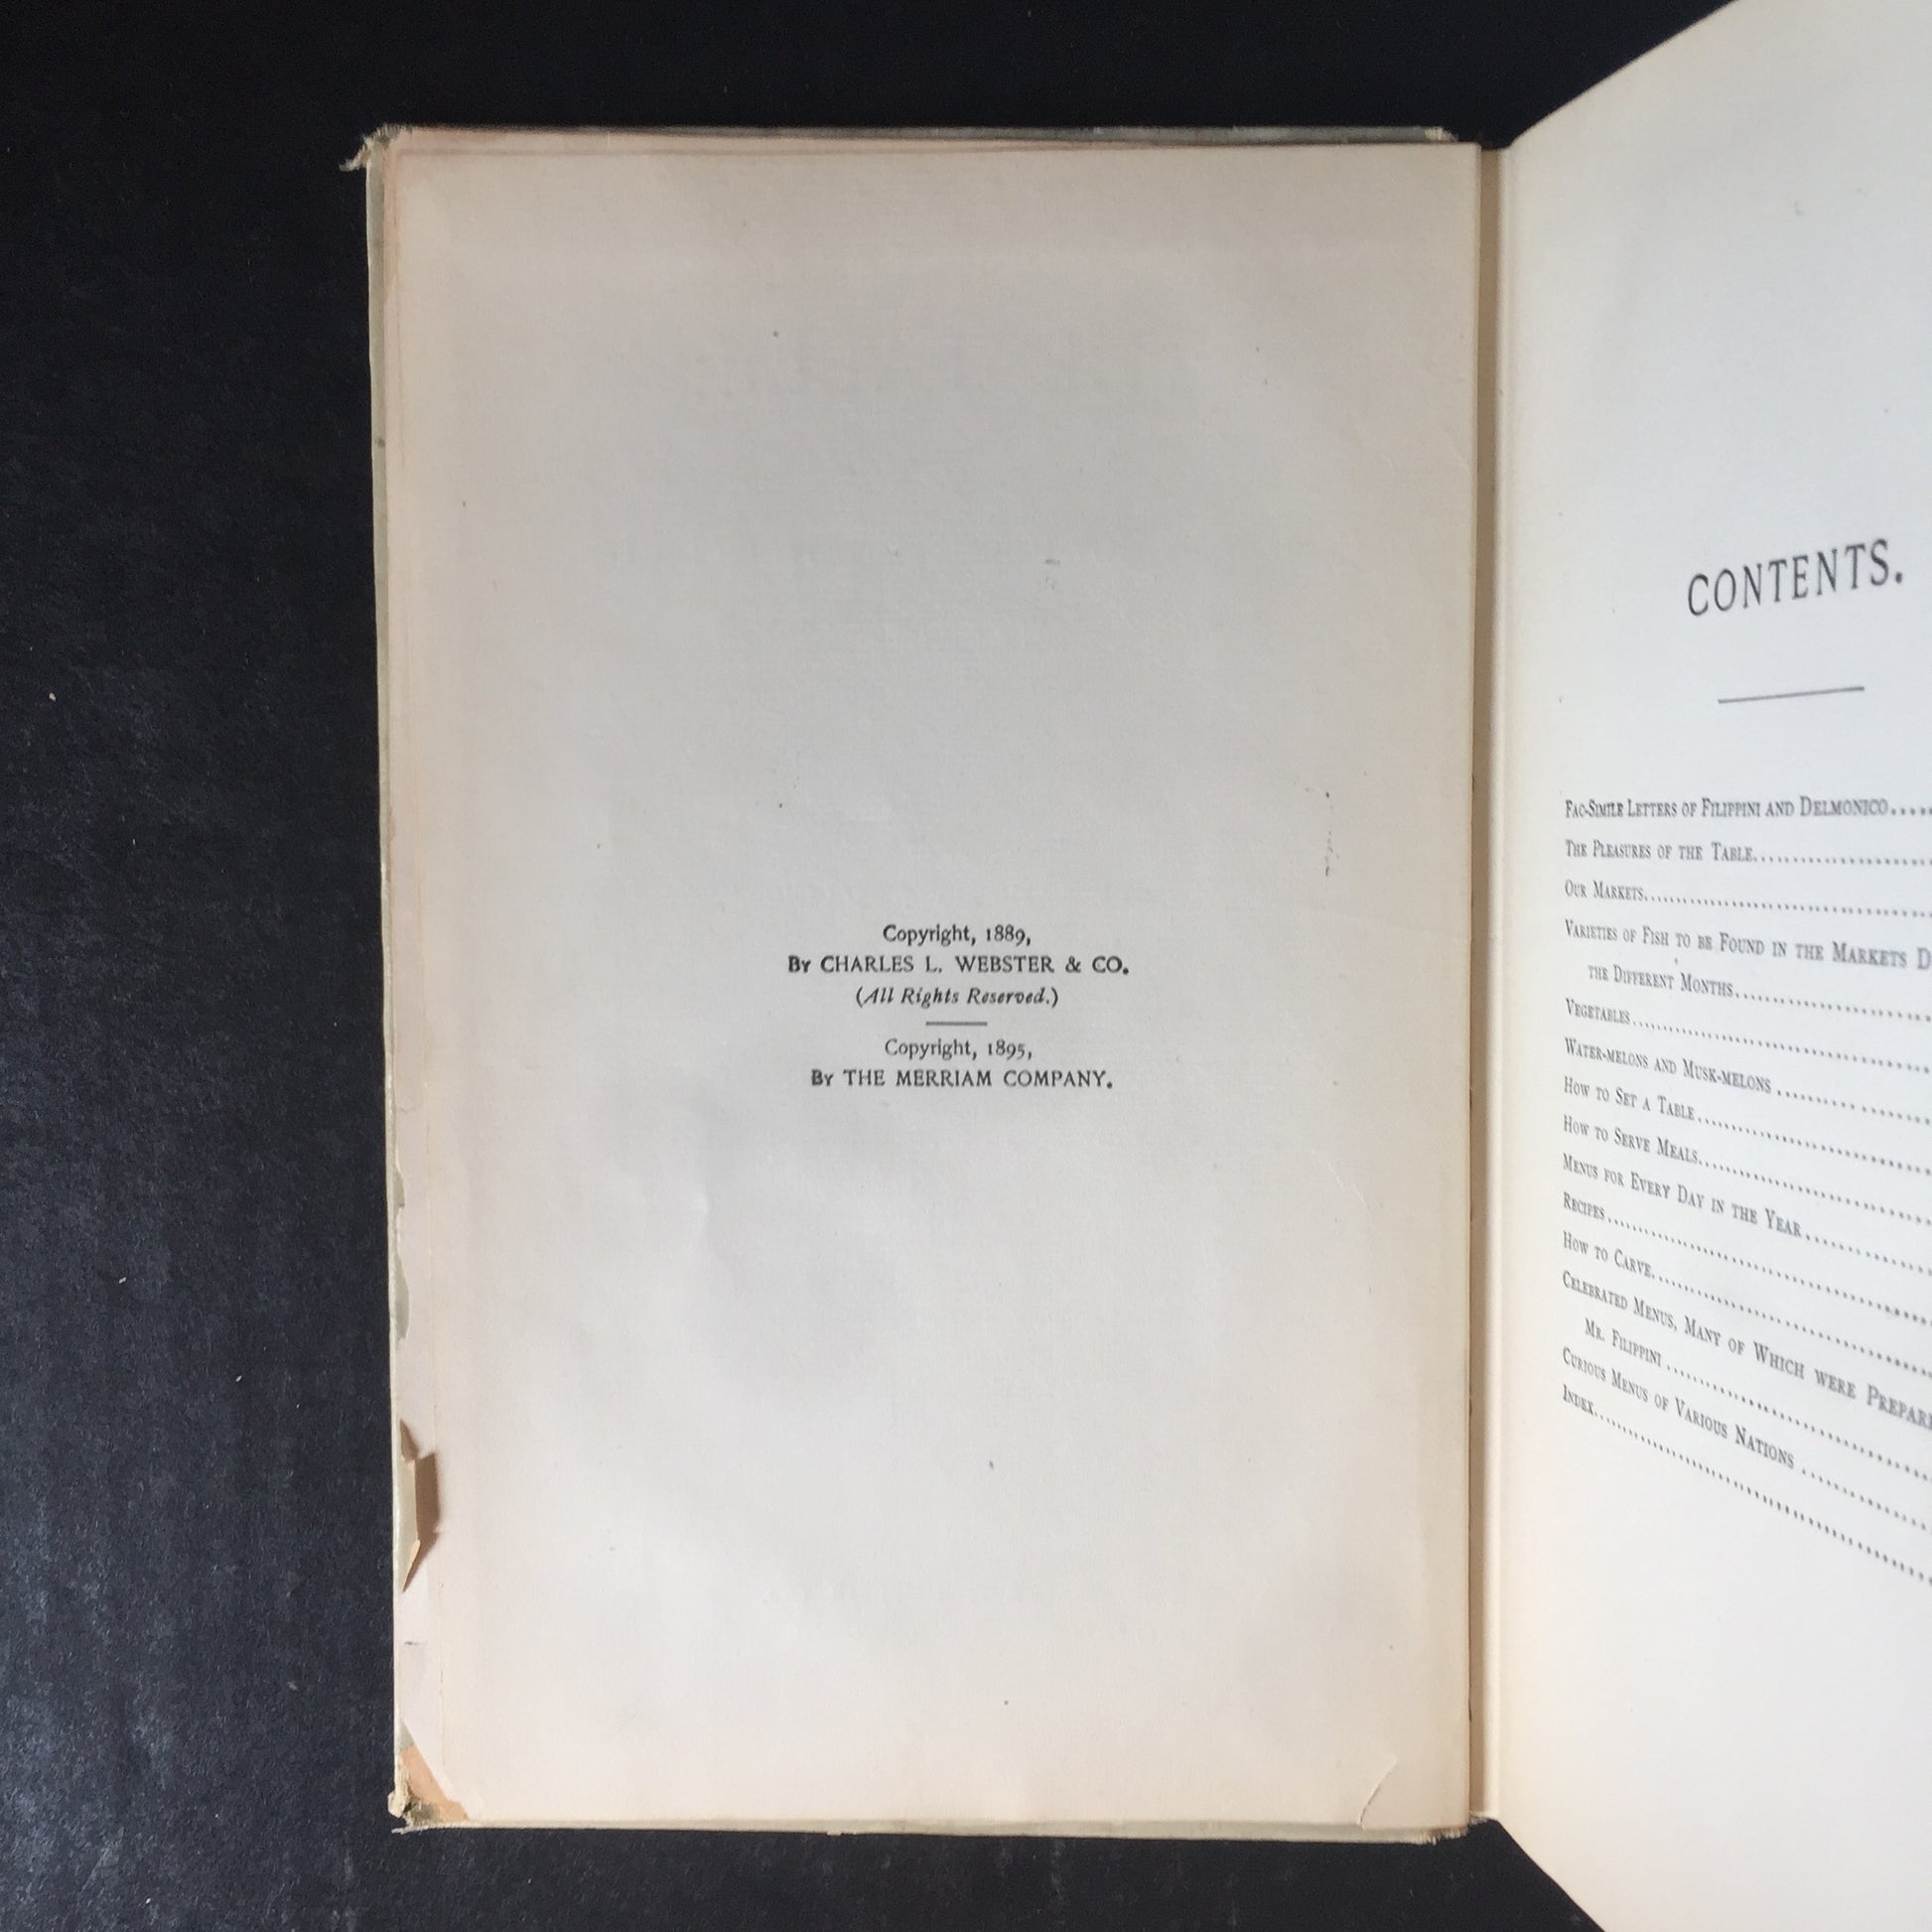 Copyright, 1889,
By CHARLES L. WEBSTER & CO.
(All Rights Reserved.)
Copyright, 1895,
By THE MERRIAM COMPANY.
CONTENTS.
Fac-Simile Letters of Filippini and Delmonico.....
The Pleasures of the Table....................
Our Markets..............................
Varieties of Fish to be Found in the Markets
the Different Months......................
Vegetables..............................
Water-melons and Musk-melons..................
How to Set a Table.........................
How to Serve Meals.........................
Menus for Every Day in the Year................
Recipes.................................
How to Carve.............................
Celebrated Menus, Many of Which were
Mr. Filippini............................
Curious Menus of Various Nations................
Index..................................